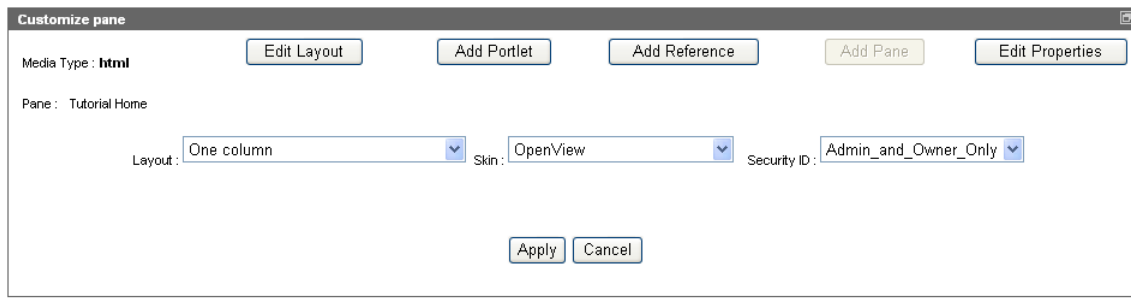 Customize pane
Media Type : html Edit Layout Add Portlet Add Reference Add Pane Edit Properties
Pane : Tutorial Home
Layout : One column Skin : OpenView Security ID : Admin_and_Owner_Only
Apply Cancel